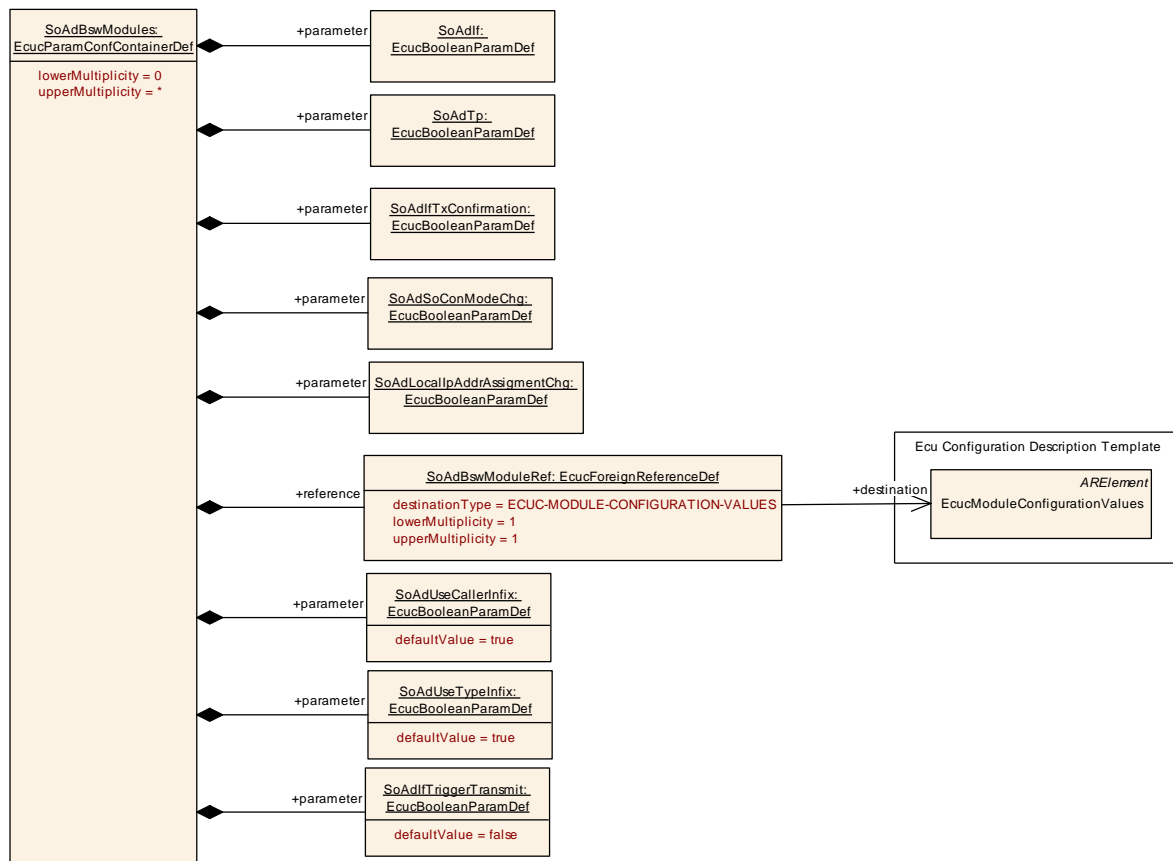 SoAdBswModules:
EcucParamConfContainerDef
lowerMultiplicity = 0
upperMultiplicity = *
+parameter
SoAdIf:
EcucBooleanParamDef
+parameter
SoAdTp:
EcucBooleanParamDef
+parameter
SoAdIfTxConfirmation:
EcucBooleanParamDef
+parameter
SoAdSoConModeChg:
EcucBooleanParamDef
+parameter
SoAdLocalIpAddrAssigmentChg:
EcucBooleanParamDef
+reference
SoAdBswModuleRef: EcucForeignReferenceDef
destinationType = ECUC-MODULE-CONFIGURATION-VALUES
lowerMultiplicity = 1
upperMultiplicity = 1
+destination
Ecu Configuration Description Template
ARElement
EcucModuleConfigurationValues
+parameter
SoAdUseCallerInfix:
EcucBooleanParamDef
defaultValue = true
+parameter
SoAdUseTypeInfix:
EcucBooleanParamDef
defaultValue = true
+parameter
SoAdIfTriggerTransmit:
EcucBooleanParamDef
defaultValue = false